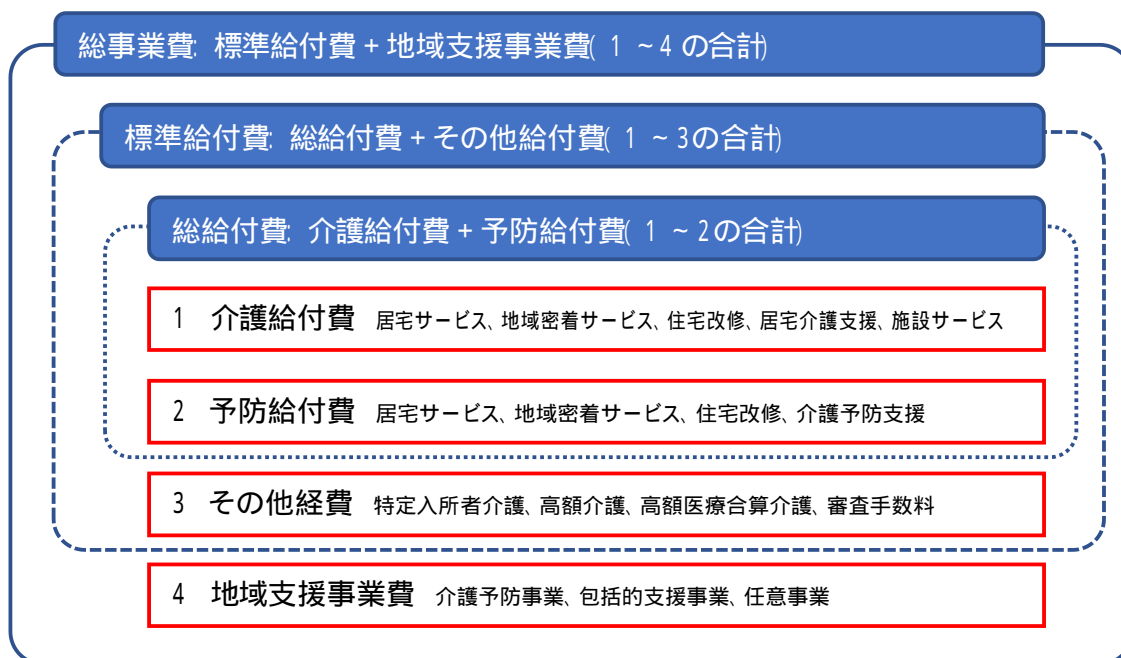 総事業費: 標準給付費+地域支援事業費( 1 ~4 の合計)
標準給付費: 総給付費+その他給付費( 1 ~3の合計)
総給付費: 介護給付費+予防給付費( 1 ~2の合計)
1 介護給付費 居宅サービス、地域密着サービス、住宅改修、居宅介護支援、施設サービス
2 予防給付費 居宅サービス、地域密着サービス、住宅改修、介護予防支援
3 その他経費 特定入所者介護、高額介護、高額医療合算介護、審査手数料
4 地域支援事業費 介護予防事業、包括的支援事業、任意事業